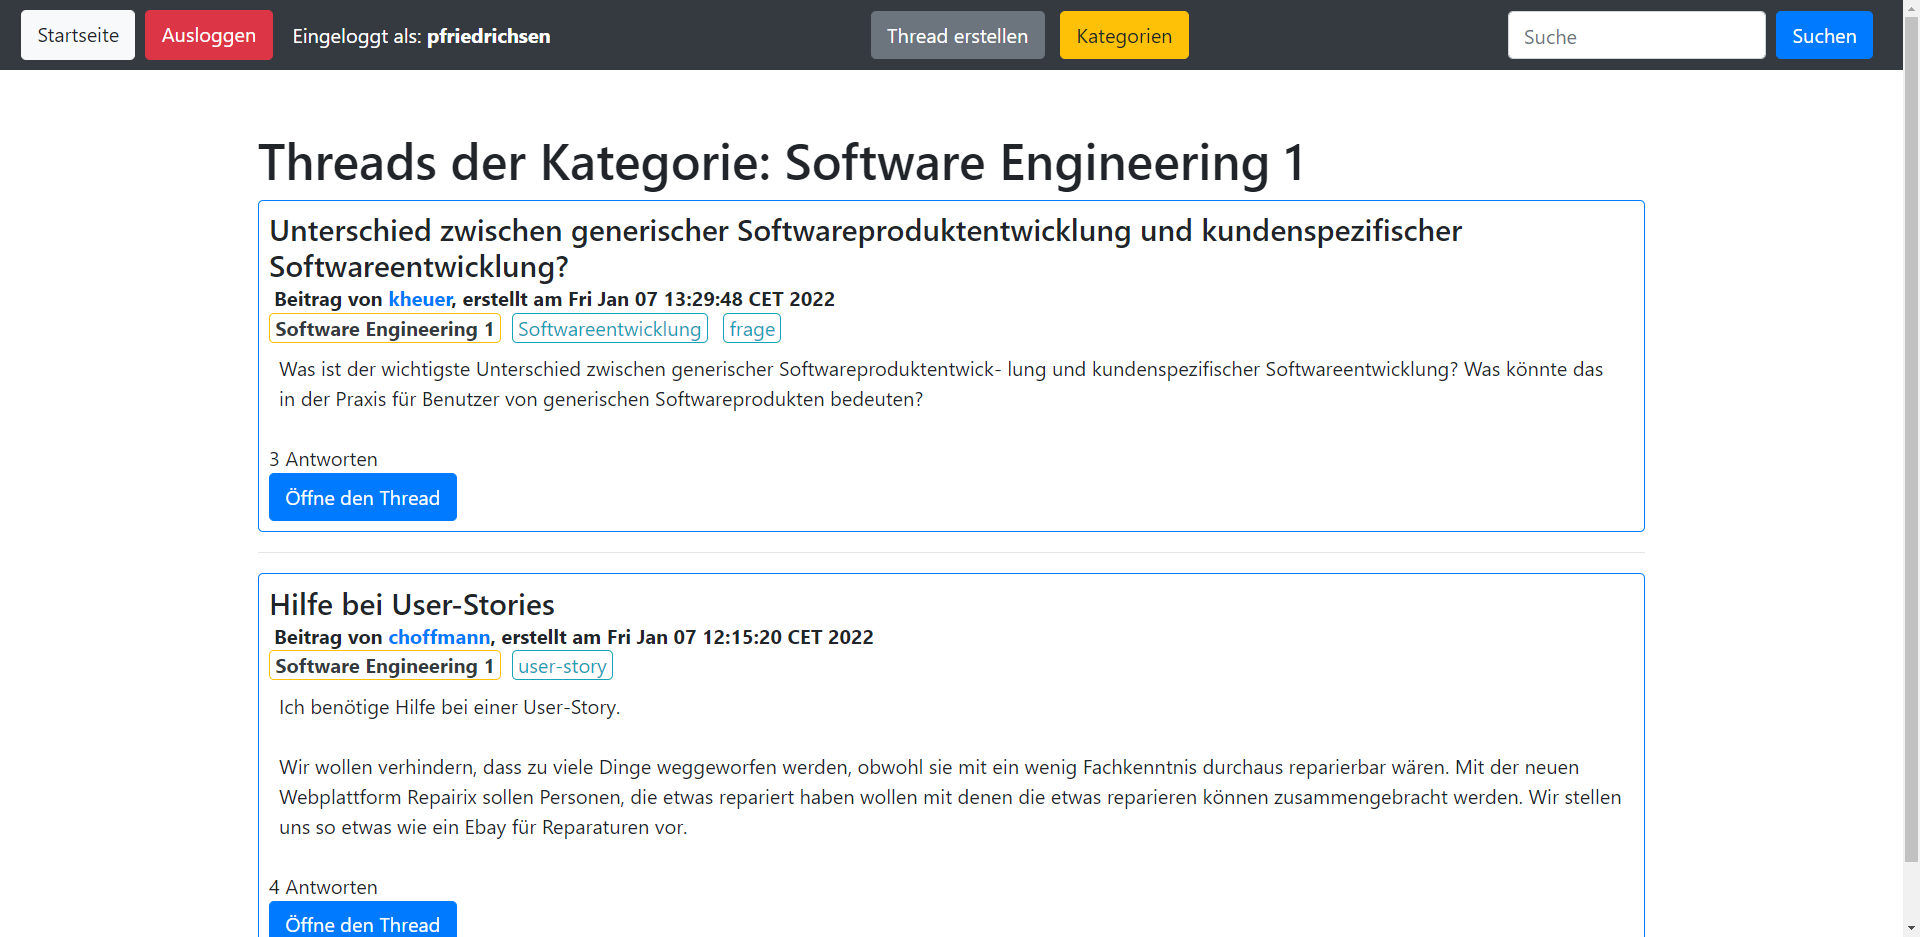 Startseite Ausloggen Eingeloggt als: pfriedrichsen Thread erstellen Kategorien Suche Suchen
Threads der Kategorie: Software Engineering 1
Unterschied zwischen generischer Softwareproduktentwicklung und kundenspezifischer
Softwareentwicklung?
Beitrag von kheuer, erstellt am Fri Jan 07 13:29:48 CET 2022
Software Engineering 1 Softwareentwicklung frage
Was ist der wichtigste Unterschied zwischen generischer Softwareproduktentwick- lung und kundenspezifischer Softwareentwicklung? Was könnte das
in der Praxis für Benutzer von generischen Softwareprodukten bedeuten?
3 Antworten
Öffne den Thread
Hilfe bei User-Stories
Beitrag von choffmann, erstellt am Fri Jan 07 12:15:20 CET 2022
Software Engineering 1 user-story
Ich benötige Hilfe bei einer User-Story.
Wir wollen verhindern, dass zu viele Dinge weggeworfen werden, obwohl sie mit ein wenig Fachkenntnis durchaus reparierbar wären. Mit der neuen
Webplattform Repairix sollen Personen, die etwas repariert haben wollen mit denen die etwas reparieren können zusammengebracht werden. Wir stellen
uns so etwas wie ein Ebay für Reparaturen vor.
4 Antworten
Öffne den Thread